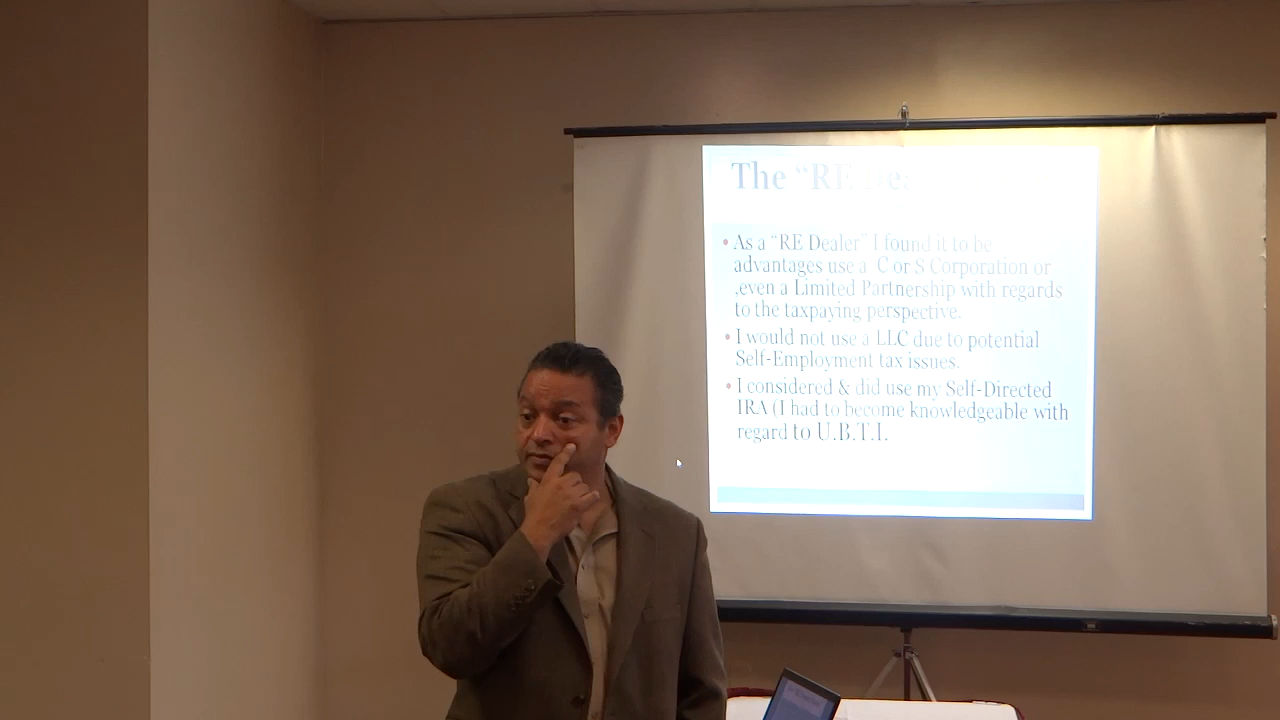 The “RE Dea
• As a “RE Dealer” I found it to be
advantages use a C or S Corporation or
,even a Limited Partnership with regards
to the taxpaying perspective.
• I would not use a LLC due to potential
Self-Employment tax issues.
• I considered & did use my Self-Directed
IRA (I had to become knowledgeable with
regard to U.B.T.I.